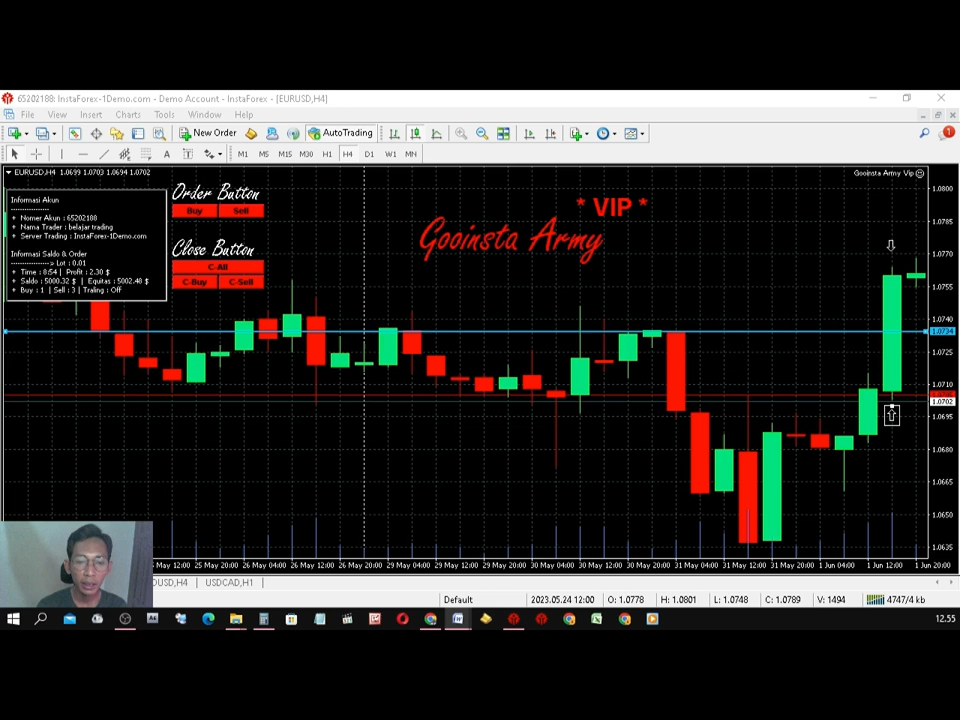 65202188: InstaForex-1Demo.com - Demo Account - InstaForex - [EURUSD,H4]
File View Insert Charts Tools Window Help
New Order AutoTrading 1
A T M1 M5 M15 M30 H1 H4 D1 W1 MN
EURUSD,H4 1.0699 1.0703 1.0694 1.0702
Gooinsta Army Vip
Informasi Akun
+ Nomer Akun : 65202188
+ Nama Trader : belajar trading
+ Server Trading : InstaForex-1Demo.com
Informasi Saldo & Order
-----------------> Lot : 0.01
+ Time : 8:54 | Profit : 2.30 $
+ Saldo : 5000.32 $ | Equitas : 5002.48 $
+ Buy : 1 | Sell : 3 | Traling : Off
Order Button
Buy Sell
Close Button
C-All
C-Buy C-Sell
* VIP *
Gooinsta Army
1.0800
1.0785
1.0770
1.0755
1.0740
1.0734
1.0725
1.0710
1.0702
1.0695
1.0680
1.0665
1.0650
1.0635
May 12:00 25 May 20:00 26 May 04:00 26 May 12:00 26 May 20:00 29 May 04:00 29 May 12:00 29 May 20:00 30 May 04:00 30 May 12:00 30 May 20:00 31 May 04:00 31 May 12:00 31 May 20:00 1 Jun 04:00 1 Jun 12:00 1 Jun 20:00
USD,H4 USDCAD,H1
Default 2023.05.24 12:00 O: 1.0778 H: 1.0801 L: 1.0748 C: 1.0789 V: 1494 4747/4 kb
12.55